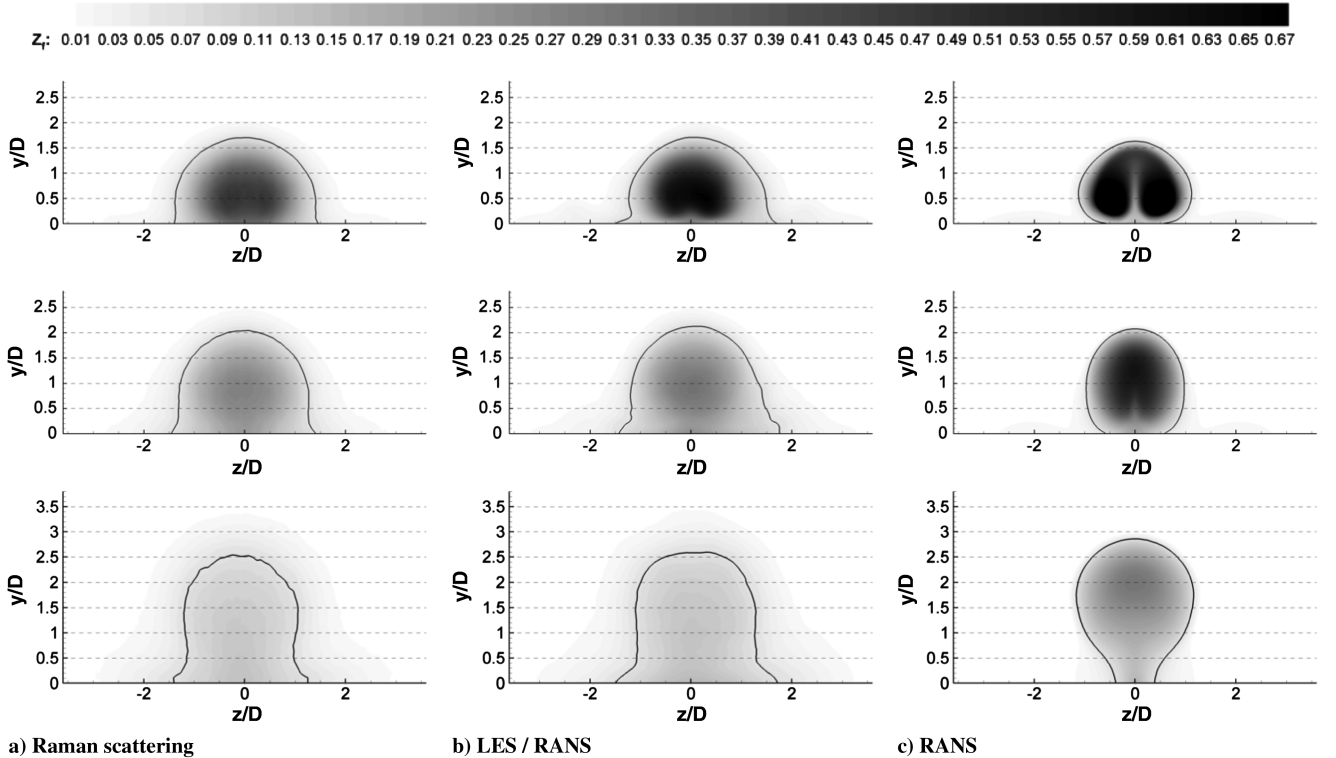 Zf: 0.01 0.03 0.05 0.07 0.09 0.11 0.13 0.15 0.17 0.19 0.21 0.23 0.25 0.27 0.29 0.31 0.33 0.35 0.37 0.39 0.41 0.43 0.45 0.47 0.49 0.51 0.53 0.55 0.57 0.59 0.61 0.63 0.65 0.67
y/D 2.5 2 1.5 1 0.5 0 -2 0 2 z/D
y/D 2.5 2 1.5 1 0.5 0 -2 0 2 z/D
y/D 2.5 2 1.5 1 0.5 0 -2 0 2 z/D
y/D 2.5 2 1.5 1 0.5 0 -2 0 2 z/D
y/D 2.5 2 1.5 1 0.5 0 -2 0 2 z/D
y/D 2.5 2 1.5 1 0.5 0 -2 0 2 z/D
y/D 3.5 3 2.5 2 1.5 1 0.5 0 -2 0 2 z/D
y/D 3.5 3 2.5 2 1.5 1 0.5 0 -2 0 2 z/D
y/D 3.5 3 2.5 2 1.5 1 0.5 0 -2 0 2 z/D
a) Raman scattering
b) LES / RANS
c) RANS